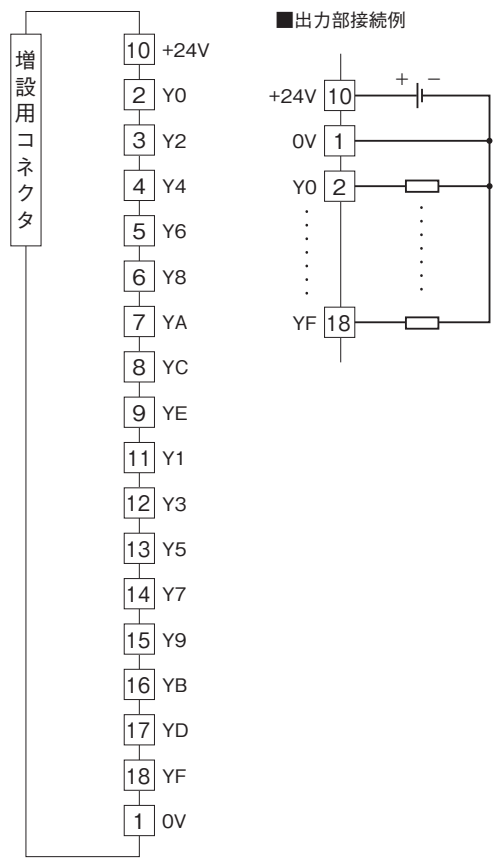 増設用コネクタ
10 +24V
2 Y0
3 Y2
4 Y4
5 Y6
6 Y8
7 YA
8 YC
9 YE
11 Y1
12 Y3
13 Y5
14 Y7
15 Y9
16 YB
17 YD
18 YF
1 0V
■出力部接続例
+24V 10 + −
0V 1
Y0 2
YF 18